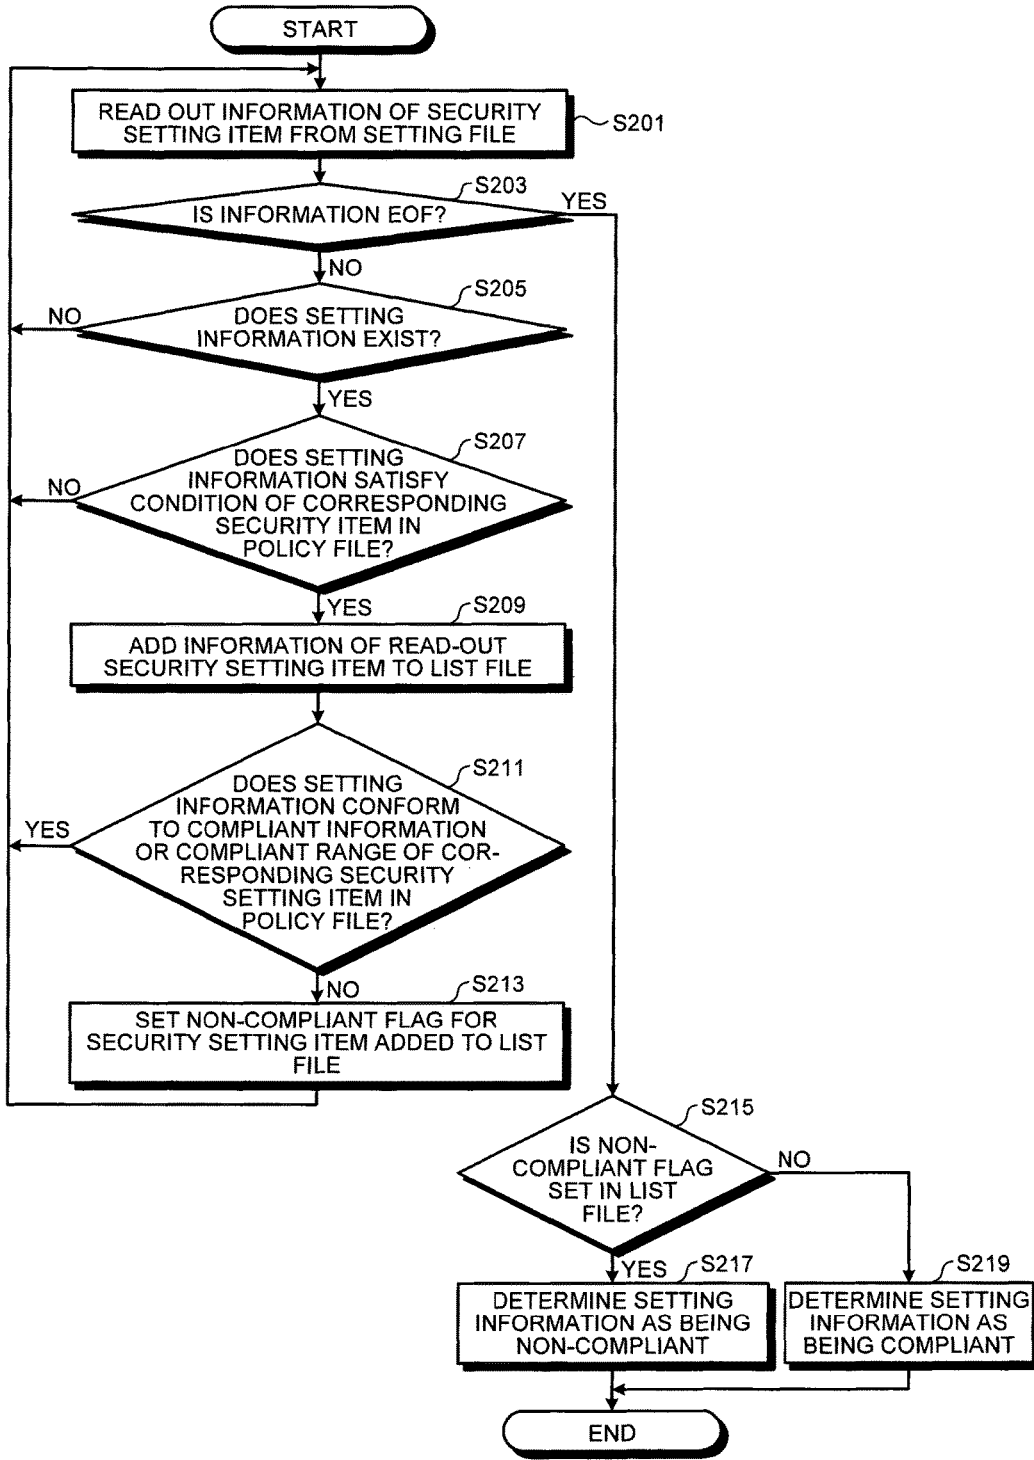 START
READ OUT INFORMATION OF SECURITY
SETTING ITEM FROM SETTING FILE
S201
S203
IS INFORMATION EOF?
YES
NO
S205
DOES SETTING
INFORMATION EXIST?
NO
YES
S207
DOES SETTING
INFORMATION SATISFY
CONDITION OF CORRESPONDING
SECURITY ITEM IN
POLICY FILE?
NO
YES
S209
ADD INFORMATION OF READ-OUT
SECURITY SETTING ITEM TO LIST FILE
S211
DOES SETTING
INFORMATION CONFORM
TO COMPLIANT INFORMATION
OR COMPLIANT RANGE OF COR-
RESPONDING SECURITY
SETTING ITEM IN
POLICY FILE?
YES
NO
S213
SET NON-COMPLIANT FLAG FOR
SECURITY SETTING ITEM ADDED TO LIST
FILE
S215
IS NON-
COMPLIANT FLAG
SET IN LIST
FILE?
NO
YES
S217
DETERMINE SETTING
INFORMATION AS BEING
NON-COMPLIANT
S219
DETERMINE SETTING
INFORMATION AS
BEING COMPLIANT
END